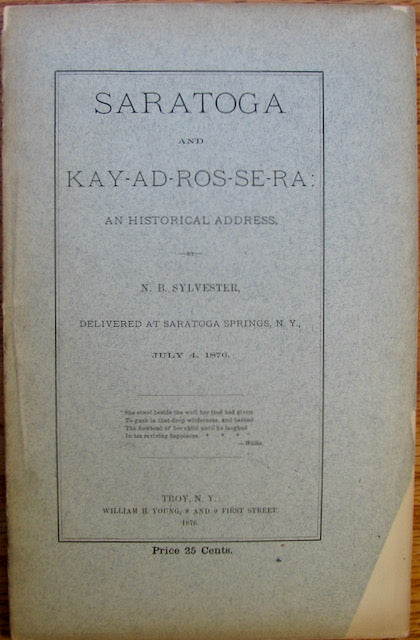 SARATOGA
AND
KAY-AD-ROS-SE-RA:
AN HISTORICAL ADDRESS,
—BY—
N. B. SYLVESTER,
DELIVERED AT SARATOGA SPRINGS, N. Y.,
JULY 4, 1876.
"She stood beside the well her God had given
To gush in that deep wilderness, and bathed
The forehead of her child until he laughed
In his reviving happiness. * * * *
—Willis.
TROY, N. Y.:
WILLIAM H. YOUNG, 8 AND 9 FIRST STREET.
1876.
Price 25 Cents.